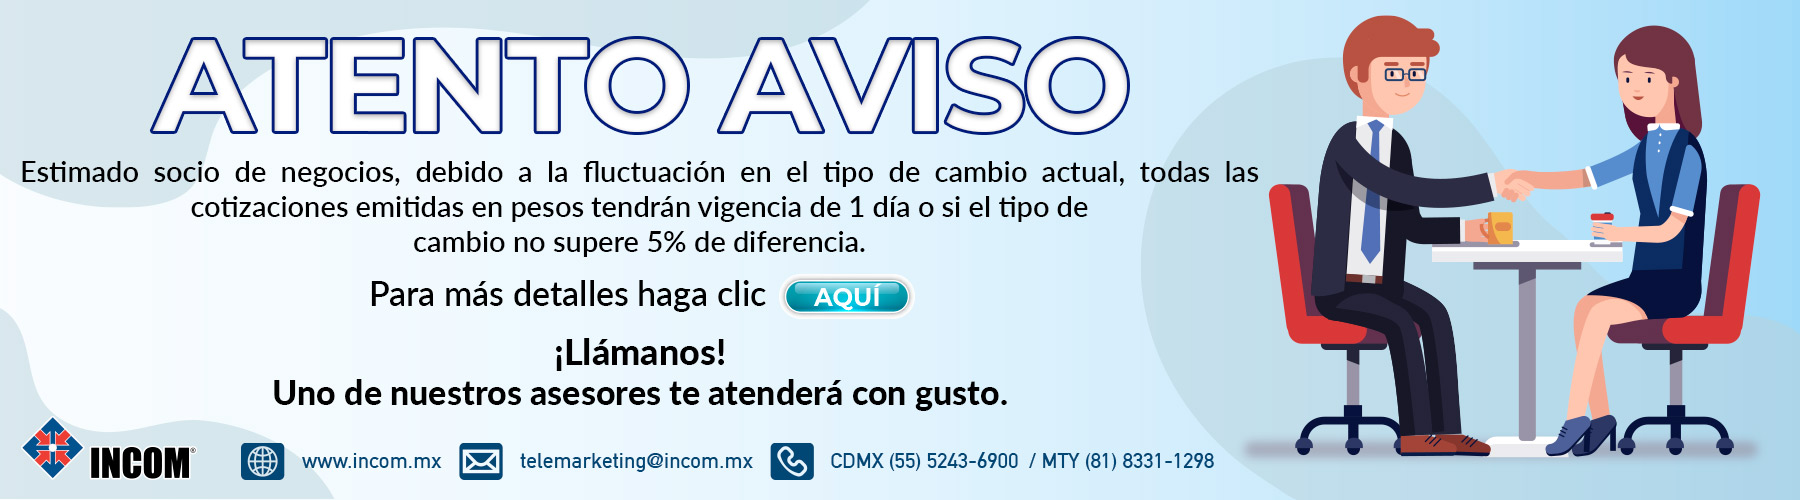 ATENTO AVISO
Estimado socio de negocios, debido a la fluctuación en el tipo de cambio actual, todas las
cotizaciones emitidas en pesos tendrán vigencia de 1 día o si el tipo de
cambio no supere 5% de diferencia.
Para más detalles haga clic AQUÍ
¡Llámanos!
Uno de nuestros asesores te atenderá con gusto.
INCOM® www.incom.mx telemarketing@incom.mx CDMX (55) 5243-6900 / MTY (81) 8331-1298